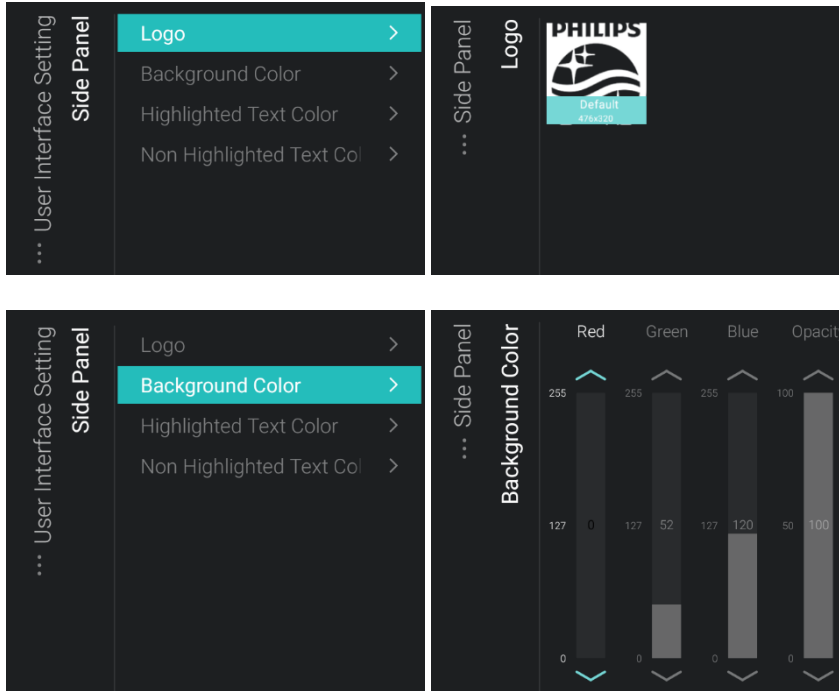 ... User Interface Setting
Side Panel
Logo
Background Color
Highlighted Text Color
Non Highlighted Text Col
... Side Panel
Logo
PHILIPS
Default
476x320
... User Interface Setting
Side Panel
Logo
Background Color
Highlighted Text Color
Non Highlighted Text Col
... Side Panel
Background Color
Red Green Blue Opacit
255 255 255 100
127 0 127 52 127 120 50 100
0 0 0 0